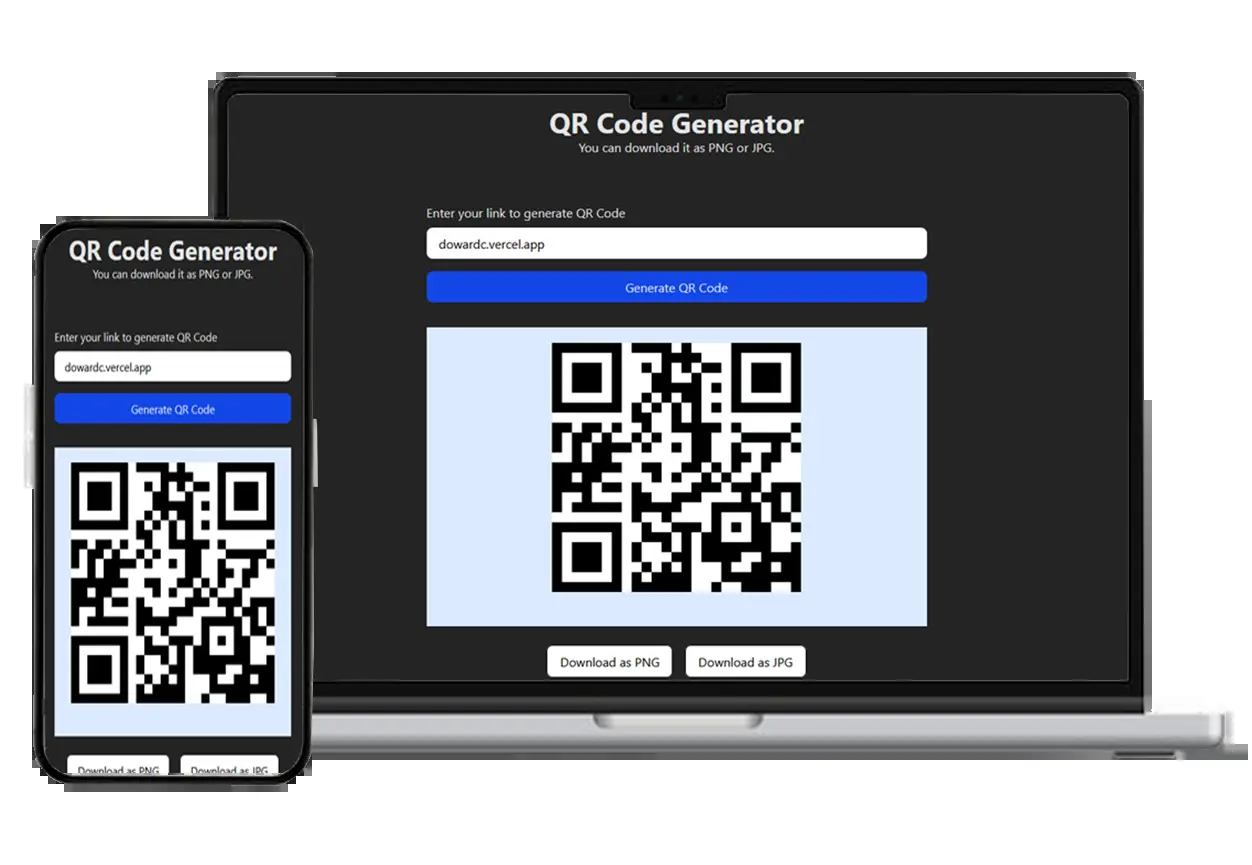 QR Code Generator
You can download it as PNG or JPG.
Enter your link to generate QR Code
dowardc.vercel.app
Generate QR Code
Download as PNG
Download as JPG
QR Code Generator
You can download it as PNG or JPG.
Enter your link to generate QR Code
dowardc.vercel.app
Generate QR Code
Download as PNG
Download as JPG